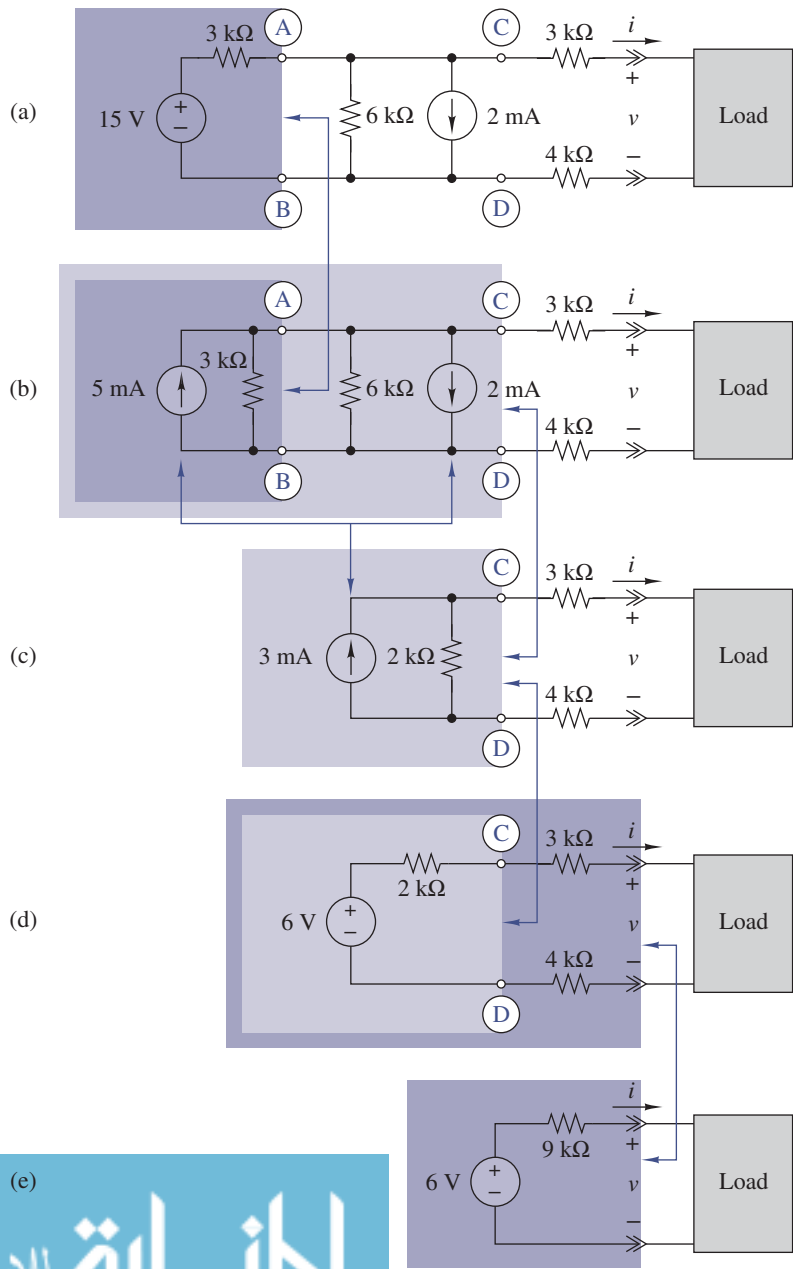 (a)
3 kΩ
A
C
3 kΩ
i
15 V
+
−
6 kΩ
2 mA
+
v
−
Load
B
D
4 kΩ
(b)
A
C
3 kΩ
i
5 mA
3 kΩ
6 kΩ
2 mA
+
v
−
Load
B
D
4 kΩ
(c)
C
3 kΩ
i
3 mA
2 kΩ
+
v
−
Load
D
4 kΩ
(d)
C
3 kΩ
i
6 V
+
−
2 kΩ
+
v
−
Load
D
4 kΩ
(e)
i
6 V
+
−
9 kΩ
+
v
−
Load